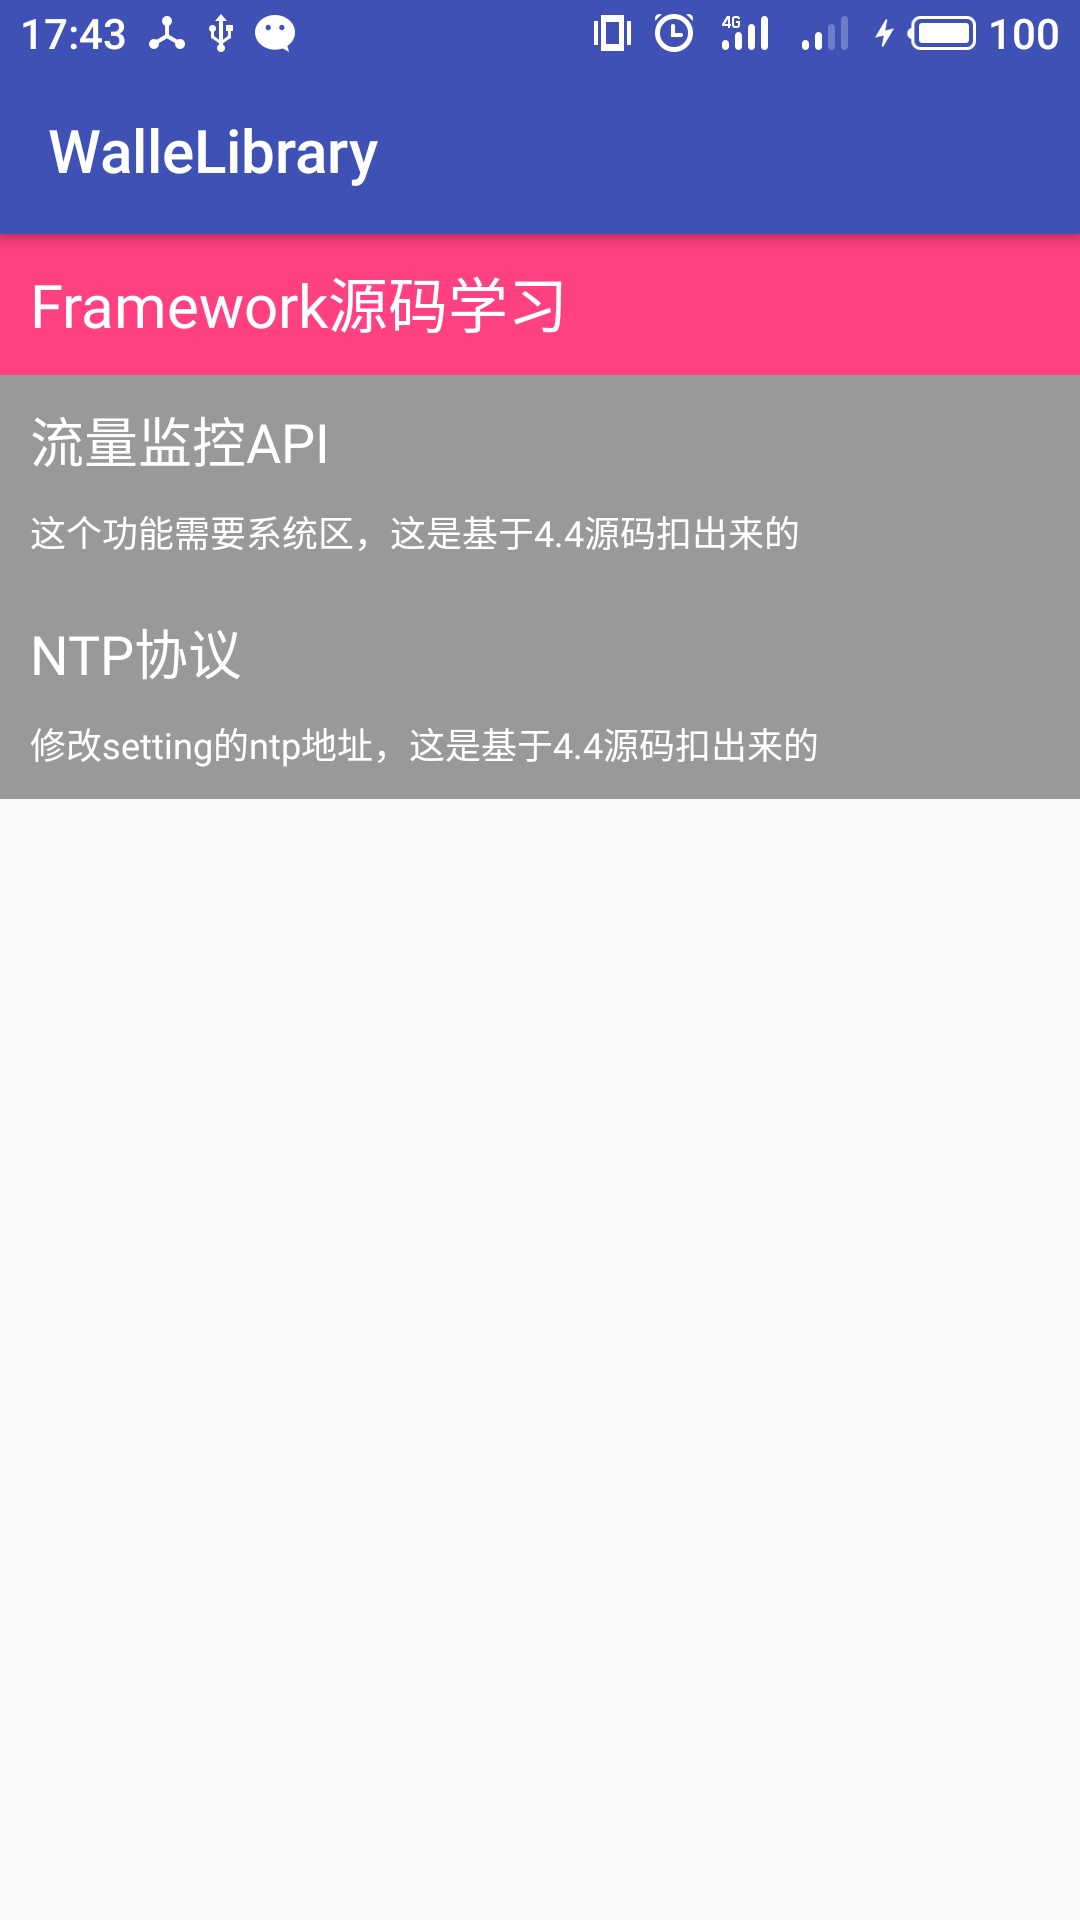 17:43 4G 100
WalleLibrary
Framework源码学习
流量监控API
这个功能需要系统区，这是基于4.4源码扣出来的
NTP协议
修改setting的ntp地址，这是基于4.4源码扣出来的